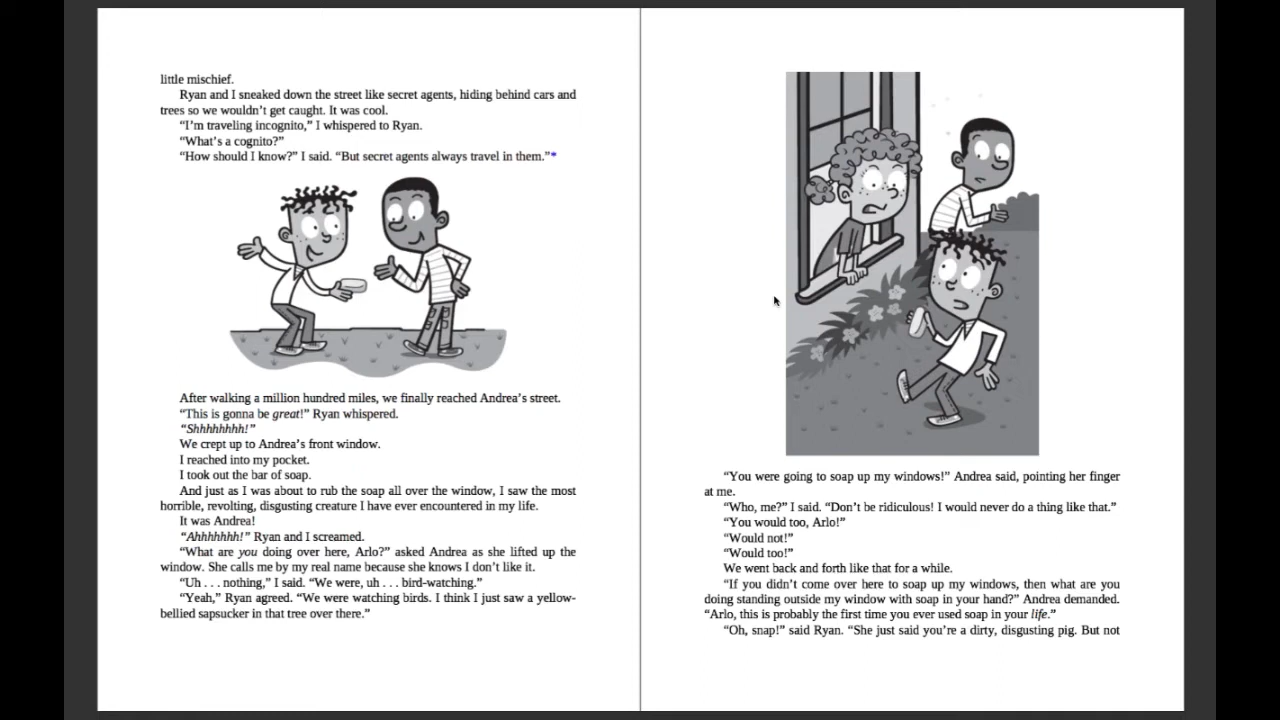 little mischief.
Ryan and I sneaked down the street like secret agents, hiding behind cars and
trees so we wouldn’t get caught. It was cool.
“I’m traveling incognito,” I whispered to Ryan.
“What’s a cognito?”
“How should I know?” I said. “But secret agents always travel in them.”*
After walking a million hundred miles, we finally reached Andrea’s street.
“This is gonna be great!” Ryan whispered.
“Shhhhhhhh!”
We crept up to Andrea’s front window.
I reached into my pocket.
I took out the bar of soap.
And just as I was about to rub the soap all over the window, I saw the most
horrible, revolting, disgusting creature I have ever encountered in my life.
It was Andrea!
“Ahhhhhhh!” Ryan and I screamed.
“What are you doing over here, Arlo?” asked Andrea as she lifted up the
window. She calls me by my real name because she knows I don’t like it.
“Uh . . . nothing,” I said. “We were, uh . . . bird-watching.”
“Yeah,” Ryan agreed. “We were watching birds. I think I just saw a yellow-
bellied sapsucker in that tree over there.”
“You were going to soap up my windows!” Andrea said, pointing her finger
at me.
“Who, me?” I said. “Don’t be ridiculous! I would never do a thing like that.”
“You would too, Arlo!”
“Would not!”
“Would too!”
We went back and forth like that for a while.
“If you didn’t come over here to soap up my windows, then what are you
doing standing outside my window with soap in your hand?” Andrea demanded.
“Arlo, this is probably the first time you ever used soap in your life.”
“Oh, snap!” said Ryan. “She just said you’re a dirty, disgusting pig. But not